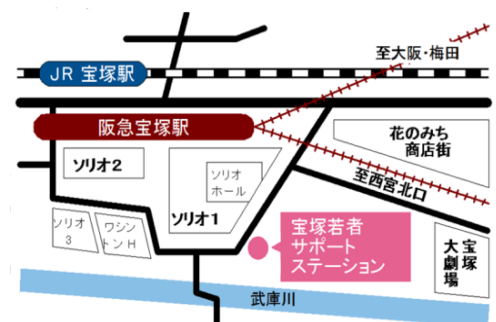 至大阪・梅田
JR 宝塚駅
阪急宝塚駅
花のみち
商店街
ソリオ2
ソリオ
ホール
至西宮北口
ソリオ1
ソリオ
3
ワシン
トンH
宝塚若者
サポート
ステーション
宝塚
大劇場
武庫川